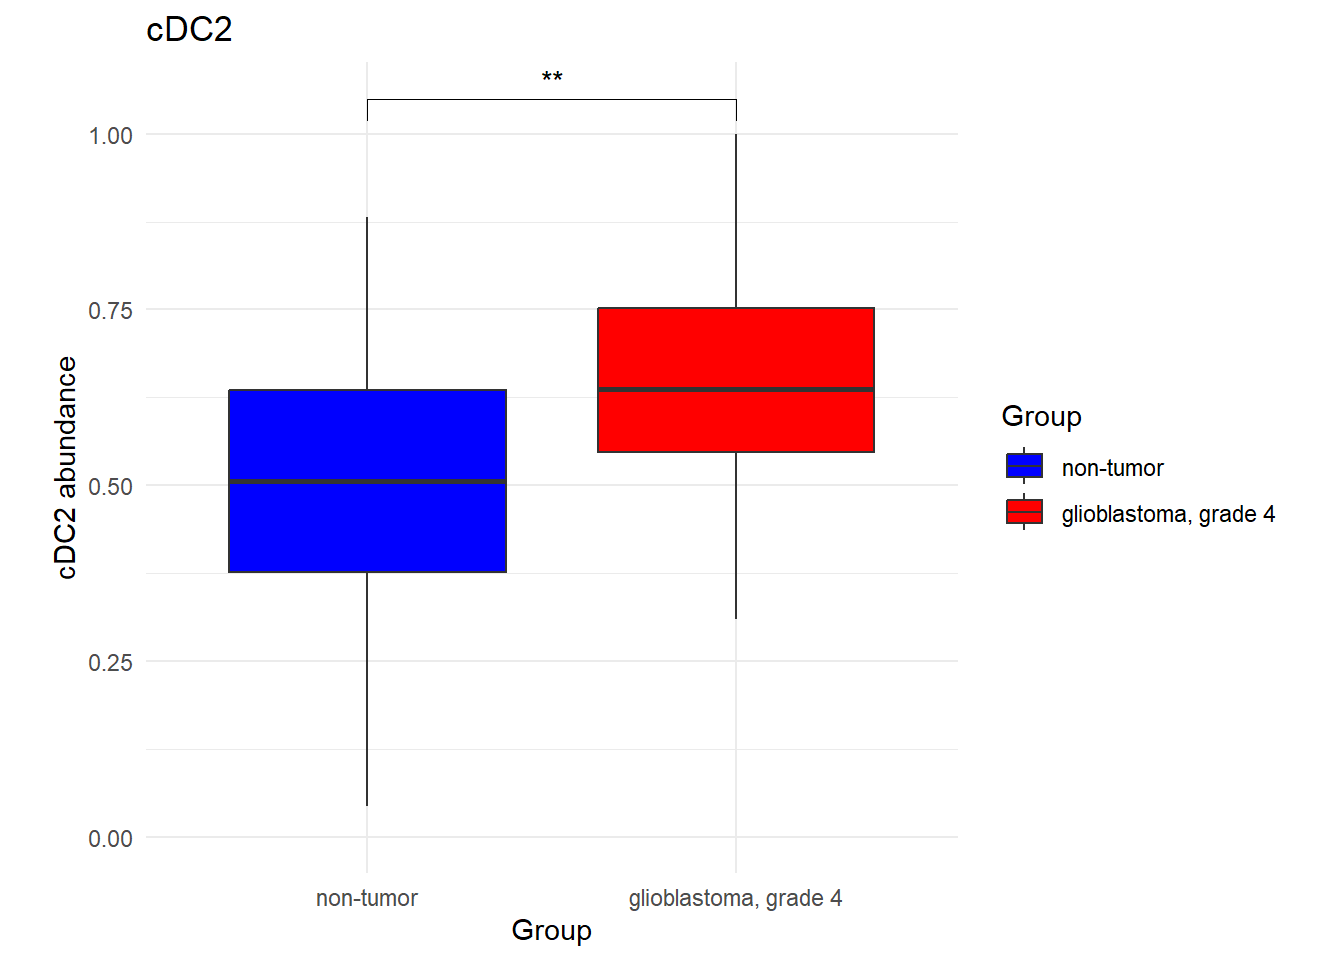 cDC2
**
1.00
0.75
0.50
0.25
0.00
cDC2 abundance
non-tumor
glioblastoma, grade 4
Group
Group
non-tumor
glioblastoma, grade 4